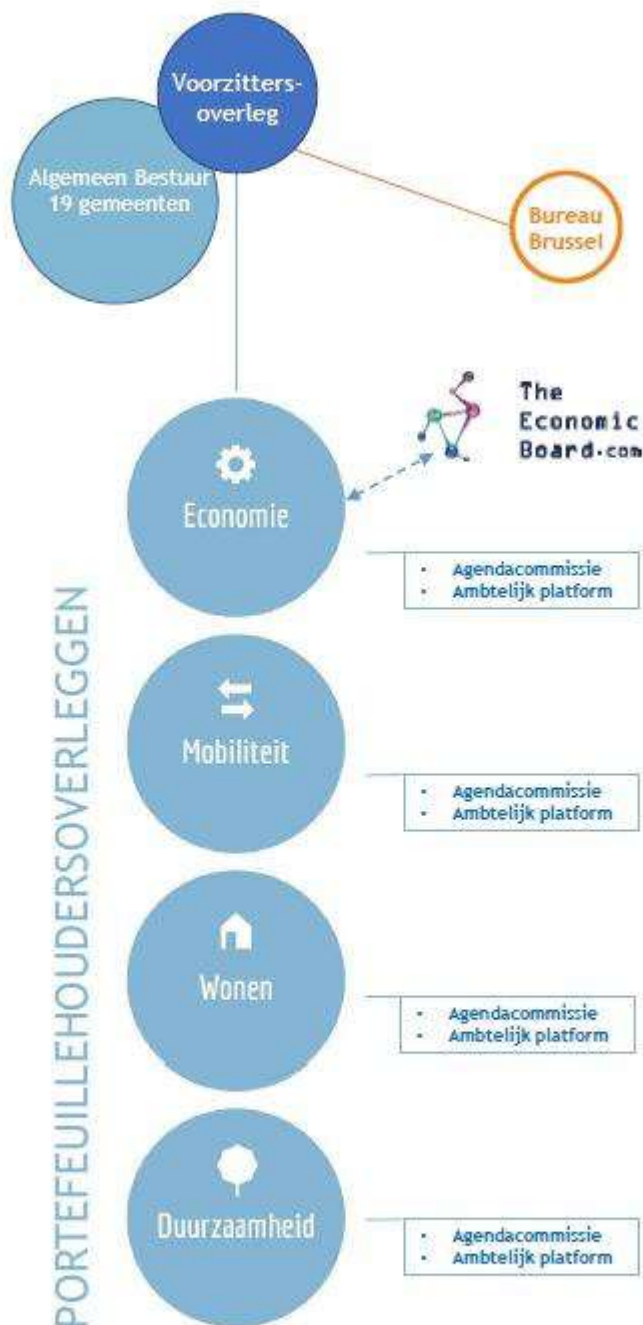 Voorzitters-
overleg
Algemeen Bestuur
19 gemeenten
Bureau
Brussel
The
Economic
Board.com
Economie
• Agendacommissie
• Ambtelijk platform
PORTEFEUILLEHOUDERSOVERLEGGEN
Mobiliteit
• Agendacommissie
• Ambtelijk platform
Wonen
• Agendacommissie
• Ambtelijk platform
Duurzaamheid
• Agendacommissie
• Ambtelijk platform